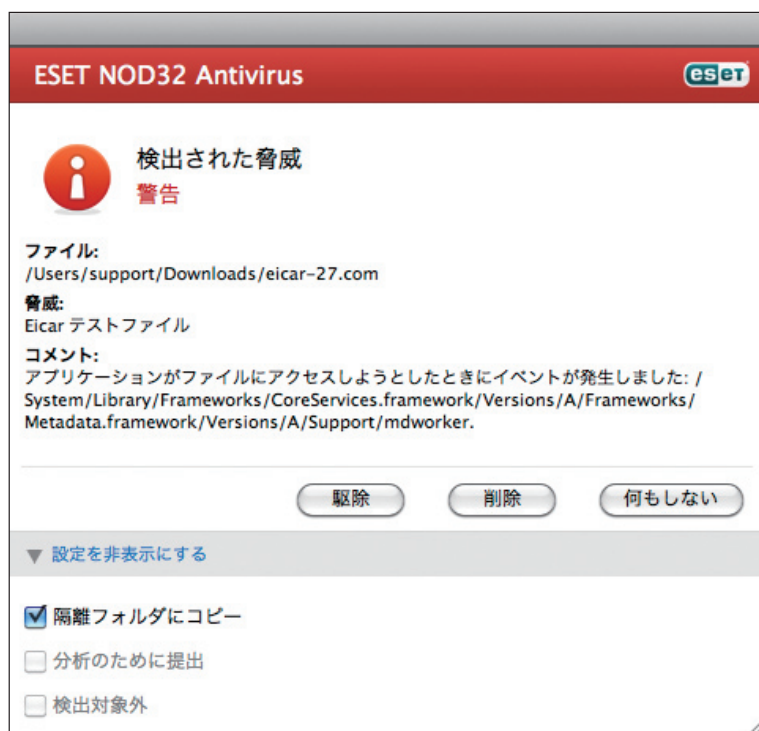 ESET NOD32 Antivirus
eseT
検出された脅威
警告
ファイル:
/Users/support/Downloads/eicar-27.com
脅威:
Eicar テストファイル
コメント:
アプリケーションがファイルにアクセスしようとしたときにイベントが発生しました: /
System/Library/Frameworks/CoreServices.framework/Versions/A/Frameworks/
Metadata.framework/Versions/A/Support/mdworker.
駆除
削除
何もしない
設定を非表示にする
隔離フォルダにコピー
分析のために提出
検出対象外